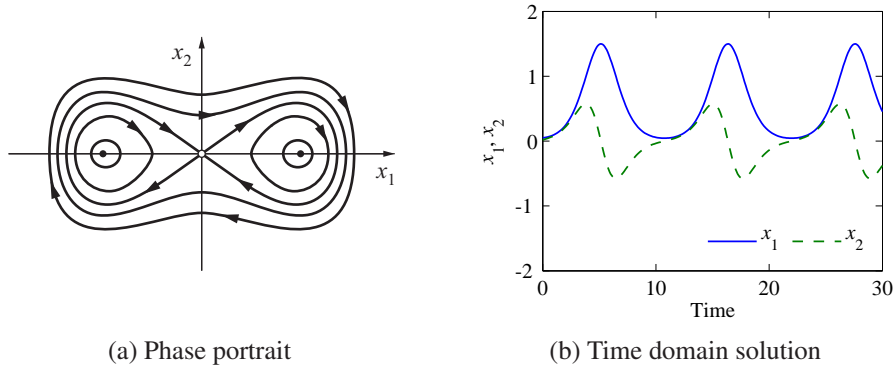 x₂
x₁
(a) Phase portrait
2
1
0
-1
-2
x₁, x₂
x₁
x₂
0
10
20
30
Time
(b) Time domain solution